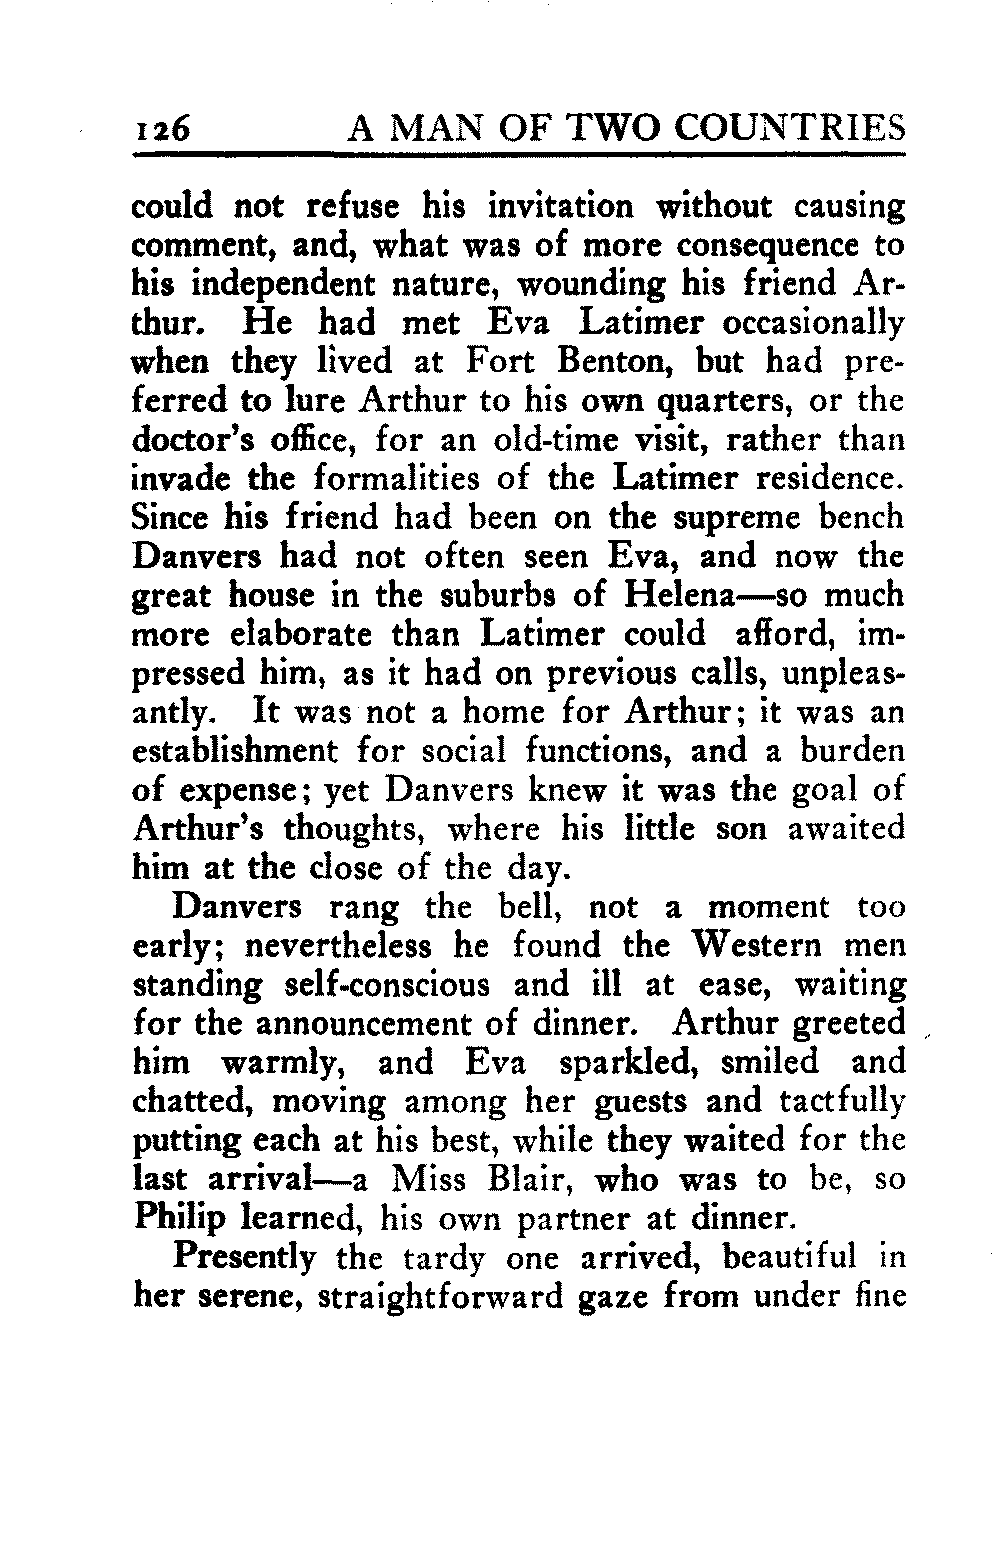 126 A MAN OF TWO COUNTRIES
could not refuse his invitation without causing
comment, and, what was of more consequence to
his independent nature, wounding his friend Ar-
thur. He had met Eva Latimer occasionally
when they lived at Fort Benton, but had pre-
ferred to lure Arthur to his own quarters, or the
doctor's office, for an old-time visit, rather than
invade the formalities of the Latimer residence.
Since his friend had been on the supreme bench
Danvers had not often seen Eva, and now the
great house in the suburbs of Helena—so much
more elaborate than Latimer could afford, im-
pressed him, as it had on previous calls, unpleas-
antly. It was not a home for Arthur; it was an
establishment for social functions, and a burden
of expense; yet Danvers knew it was the goal of
Arthur's thoughts, where his little son awaited
him at the close of the day.
Danvers rang the bell, not a moment too
early; nevertheless he found the Western men
standing self-conscious and ill at ease, waiting
for the announcement of dinner. Arthur greeted
him warmly, and Eva sparkled, smiled and
chatted, moving among her guests and tactfully
putting each at his best, while they waited for the
last arrival—a Miss Blair, who was to be, so
Philip learned, his own partner at dinner.
Presently the tardy one arrived, beautiful in
her serene, straightforward gaze from under fine